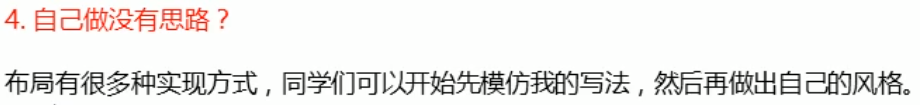 4. 自己做没有思路？
布局有很多种实现方式，同学们可以开始先模仿我的写法，然后再做出自己的风格。